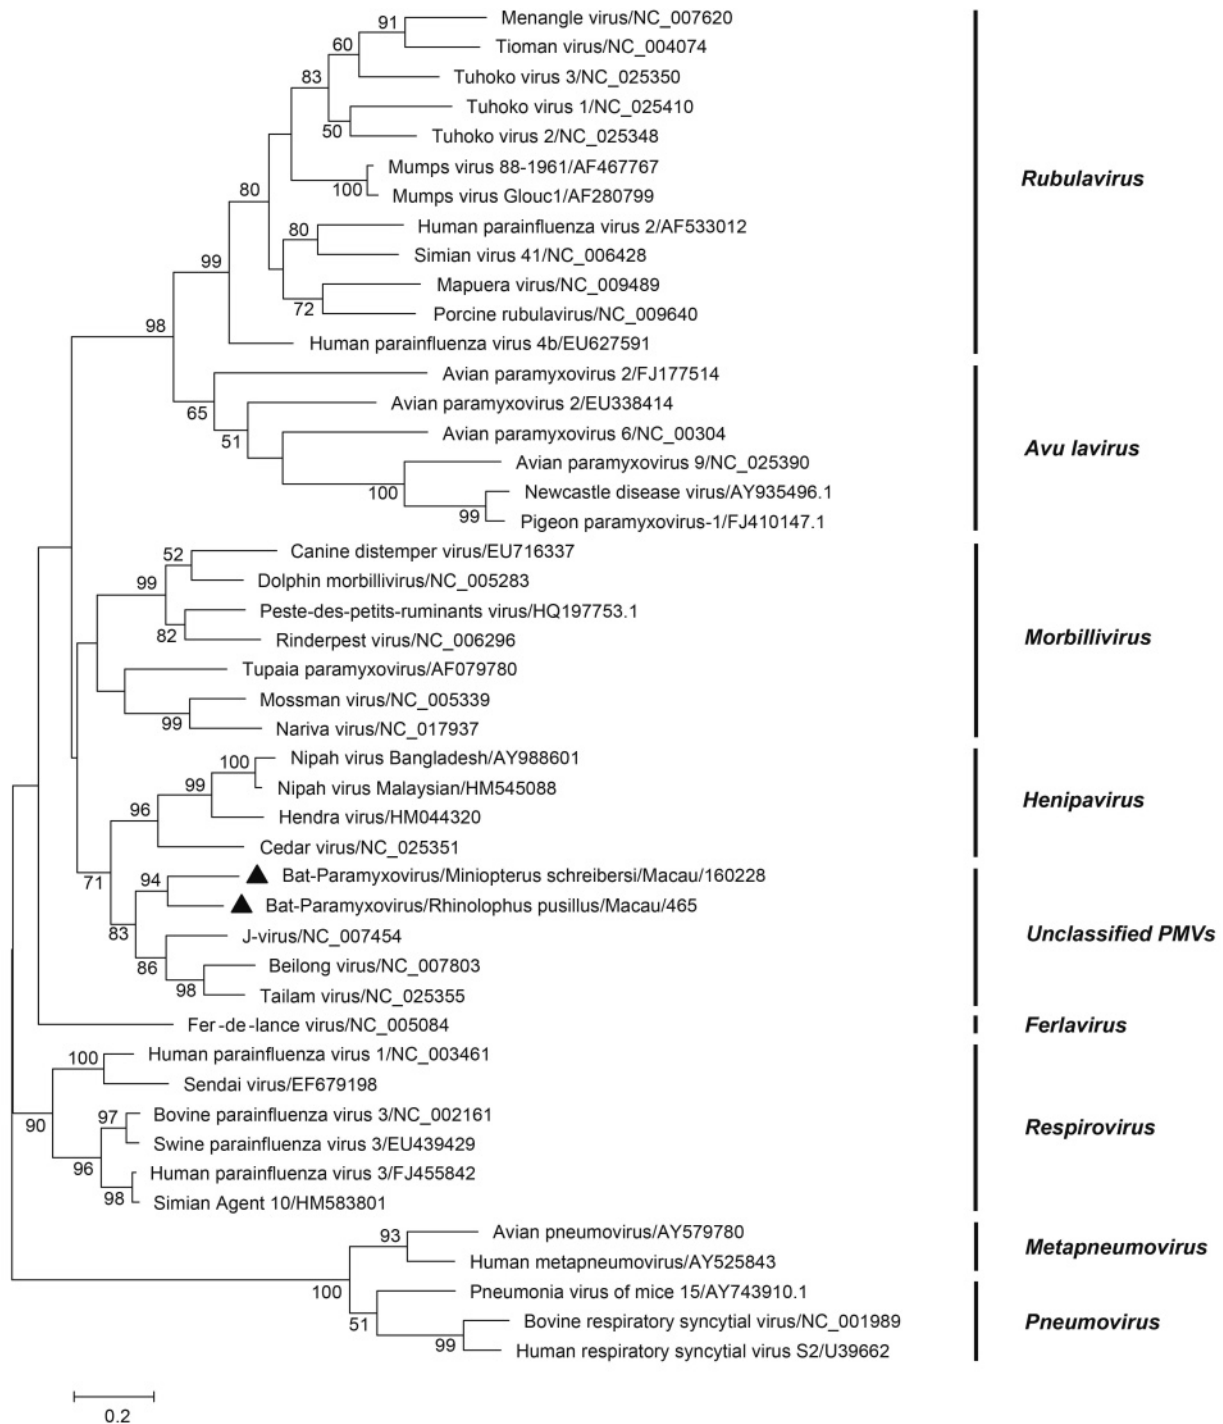 91
Menangle virus/NC_007620
60
Tioman virus/NC_004074
83
Tuhoko virus 3/NC_025350
Tuhoko virus 1/NC_025410
50
Tuhoko virus 2/NC_025348
Mumps virus 88-1961/AF467767
Rubulavirus
80
100
Mumps virus Glouc1/AF280799
80
Human parainfluenza virus 2/AF533012
99
Simian virus 41/NC_006428
Mapuera virus/NC_009489
72
Porcine rubulavirus/NC_009640
98
Human parainfluenza virus 4b/EU627591
Avian paramyxovirus 2/FJ177514
65
Avian paramyxovirus 2/EU338414
51
Avian paramyxovirus 6/NC_00304
Avu lavirus
Avian paramyxovirus 9/NC_025390
100
Newcastle disease virus/AY935496.1
99
Pigeon paramyxovirus-1/FJ410147.1
52
Canine distemper virus/EU716337
99
Dolphin morbillivirus/NC_005283
Peste-des-petits-ruminants virus/HQ197753.1
82
Rinderpest virus/NC_006296
Morbillivirus
Tupaia paramyxovirus/AF079780
Mossman virus/NC_005339
99
Nariva virus/NC_017937
100
Nipah virus Bangladesh/AY988601
99
Nipah virus Malaysian/HM545088
Henipavirus
96
Hendra virus/HM044320
Cedar virus/NC_025351
71
94
Bat-Paramyxovirus/Miniopterus schreibersi/Macau/160228
Bat-Paramyxovirus/Rhinolophus pusillus/Macau/465
83
J-virus/NC_007454
Unclassified PMVs
86
Beilong virus/NC_007803
98
Tailam virus/NC_025355
Fer-de-lance virus/NC_005084
Ferlavirus
100
Human parainfluenza virus 1/NC_003461
Sendai virus/EF679198
90
97
Bovine parainfluenza virus 3/NC_002161
Respirovirus
Swine parainfluenza virus 3/EU439429
96
Human parainfluenza virus 3/FJ455842
98
Simian Agent 10/HM583801
93
Avian pneumovirus/AY579780
Metapneumovirus
Human metapneumovirus/AY525843
100
Pneumonia virus of mice 15/AY743910.1
51
Bovine respiratory syncytial virus/NC_001989
Pneumovirus
99
Human respiratory syncytial virus S2/U39662
0.2